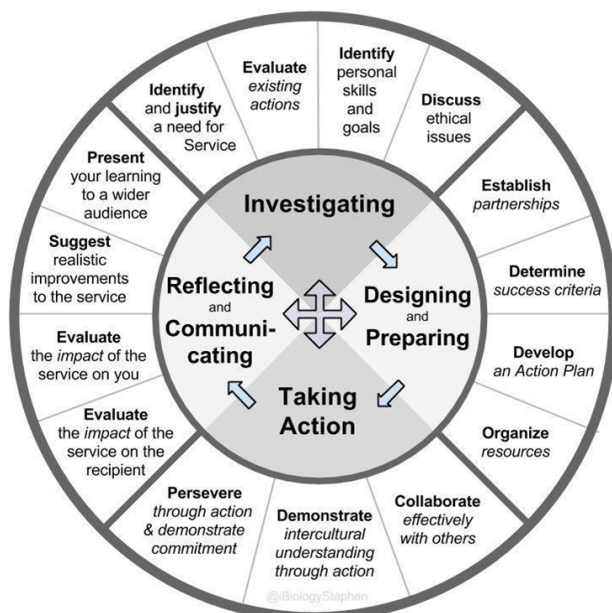 Identify
and justify
a need for
Service
Evaluate
existing
actions
Identify
personal
skills
and
goals
Discuss
ethical
issues
Establish
partnerships
Determine
success criteria
Develop
an Action Plan
Organize
resources
Collaborate
effectively
with others
Demonstrate
intercultural
understanding
through action
Persevere
through action
& demonstrate
commitment
Evaluate
the impact of the
service on the
recipient
Evaluate
the impact of the
service on you
Suggest
realistic
improvements
to the service
Present
your learning
to a wider
audience
Investigating
Designing
and
Preparing
Taking
Action
Reflecting
and
Communi-
cating
@iBiologyStephen